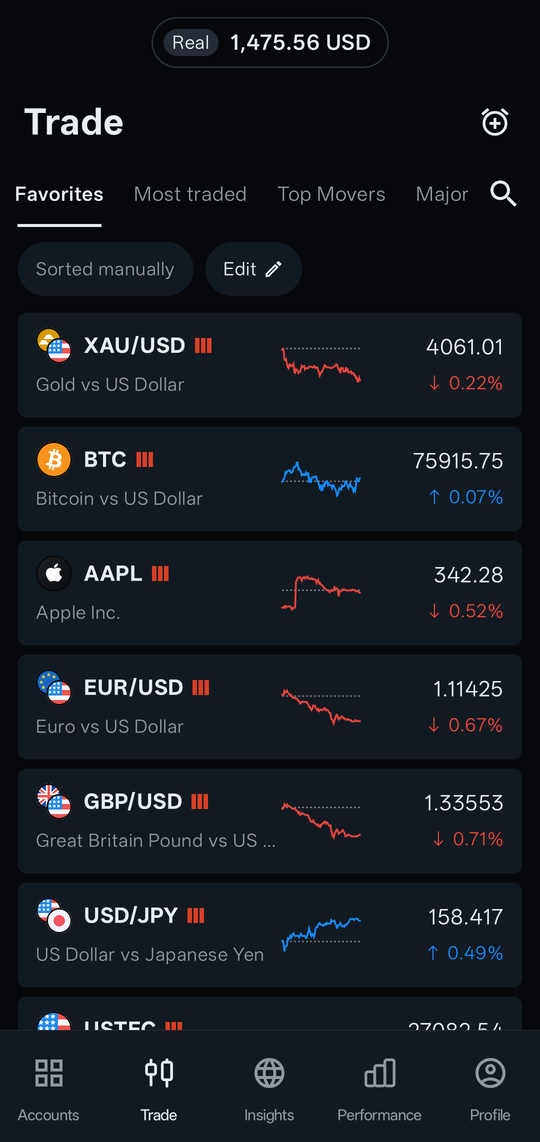 Real 1,475.56 USD
Trade
Favorites Most traded Top Movers Major
Sorted manually Edit
XAU/USD 4061.01
Gold vs US Dollar ↓ 0.22%
BTC 75915.75
Bitcoin vs US Dollar ↑ 0.07%
AAPL 342.28
Apple Inc. ↓ 0.52%
EUR/USD 1.11425
Euro vs US Dollar ↓ 0.67%
GBP/USD 1.33553
Great Britain Pound vs US ... ↓ 0.71%
USD/JPY 158.417
US Dollar vs Japanese Yen ↑ 0.49%
USTEC 27082.54
Accounts Trade Insights Performance Profile